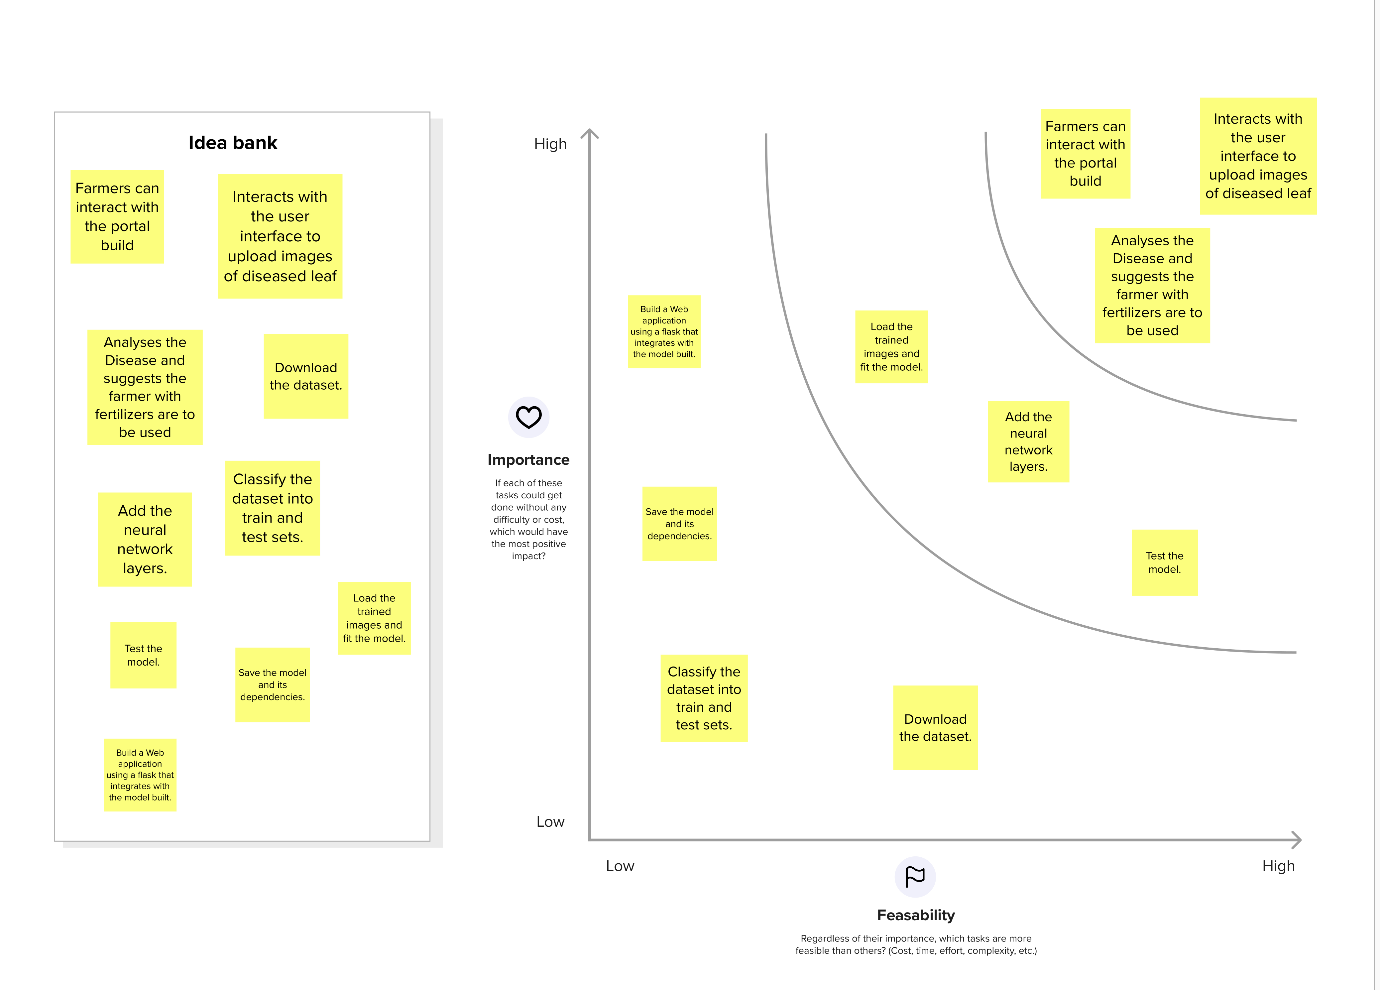 Idea bank
Farmers can
interact with
the portal
build
Interacts with
the user
interface to
upload images
of diseased leaf
Analyses the
Disease and
suggests the
farmer with
fertilizers are to
be used
Download
the dataset.
Classify the
dataset into
train and
test sets.
Add the
neural
network
layers.
Load the
trained
images and
fit the model.
Test the
model.
Save the model
and its
dependencies.
Build a Web
application
using a flask that
integrates with
the model built.
High
Importance
If each of these
tasks could get
done without any
difficulty or cost,
which would have
the most positive
impact?
Low
Farmers can
interact with
the portal
build
Interacts with
the user
interface to
upload images
of diseased leaf
Analyses the
Disease and
suggests the
farmer with
fertilizers are to
be used
Build a Web
application
using a flask that
integrates with
the model built.
Load the
trained
images and
fit the model.
Add the
neural
network
layers.
Save the model
and its
dependencies.
Test the
model.
Classify the
dataset into
train and
test sets.
Download
the dataset.
Low
High
Feasability
Regardless of their importance, which tasks are more
feasible than others? (Cost, time, effort, complexity, etc.)